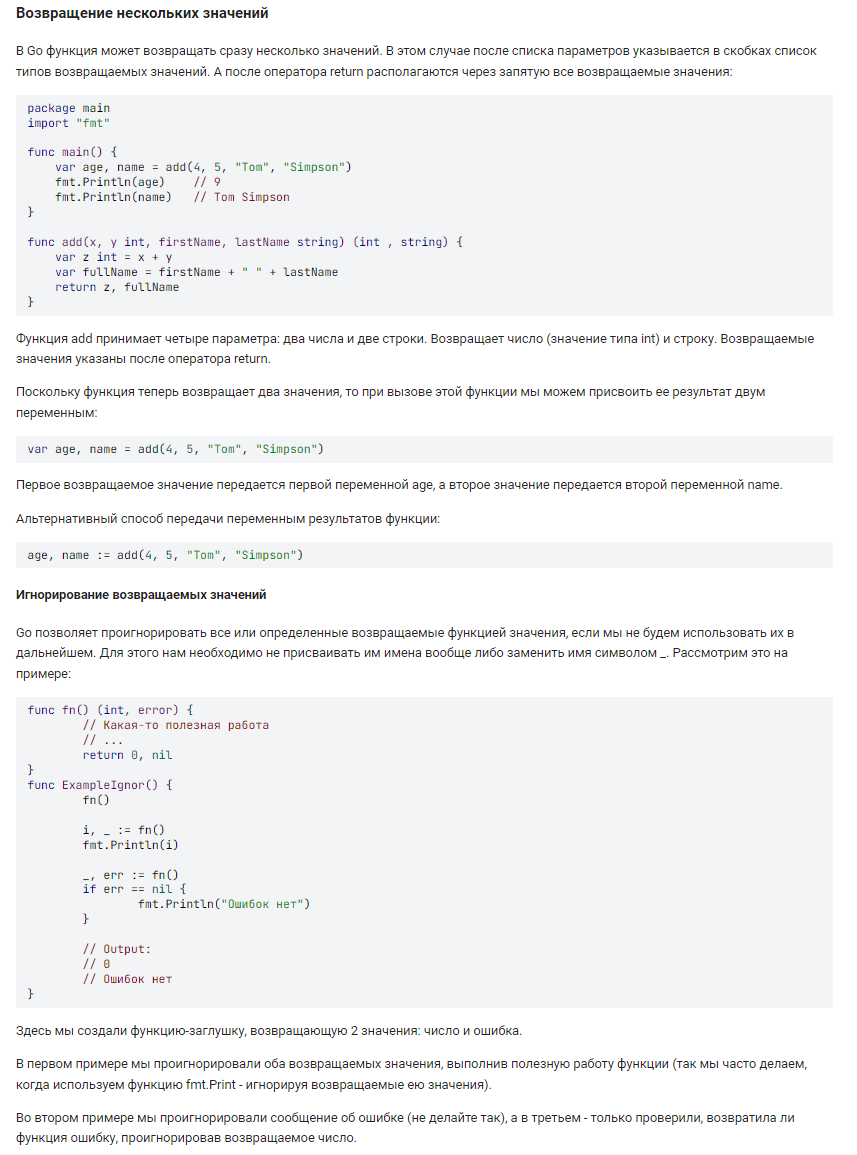 Возвращение нескольких значений
В Go функция может возвращать сразу несколько значений. В этом случае после списка параметров указывается в скобках список
типов возвращаемых значений. А после оператора return располагаются через запятую все возвращаемые значения:
package main
import "fmt"
func main() {
    var age, name = add(4, 5, "Tom", "Simpson")
    fmt.Println(age)    // 9
    fmt.Println(name)   // Tom Simpson
}
func add(x, y int, firstName, lastName string) (int , string) {
    var z int = x + y
    var fullName = firstName + " " + lastName
    return z, fullName
}
Функция add принимает четыре параметра: два числа и две строки. Возвращает число (значение типа int) и строку. Возвращаемые
значения указаны после оператора return.
Поскольку функция теперь возвращает два значения, то при вызове этой функции мы можем присвоить ее результат двум
переменным:
var age, name = add(4, 5, "Tom", "Simpson")
Первое возвращаемое значение передается первой переменной age, а второе значение передается второй переменной name.
Альтернативный способ передачи переменным результатов функции:
age, name := add(4, 5, "Tom", "Simpson")
Игнорирование возвращаемых значений
Go позволяет проигнорировать все или определенные возвращаемые функцией значения, если мы не будем использовать их в
дальнейшем. Для этого нам необходимо не присваивать им имена вообще либо заменить имя символом _. Рассмотрим это на
примере:
func fn() (int, error) {
        // Какая-то полезная работа
        // ...
        return 0, nil
}
func ExampleIgnor() {
        fn()
        i, _ := fn()
        fmt.Println(i)
        _, err := fn()
        if err == nil {
                fmt.Println("Ошибок нет")
        }
        // Output:
        // 0
        // Ошибок нет
}
Здесь мы создали функцию-заглушку, возвращающую 2 значения: число и ошибка.
В первом примере мы проигнорировали оба возвращаемых значения, выполнив полезную работу функции (так мы часто делаем,
когда используем функцию fmt.Print - игнорируя возвращаемые ею значения).
Во втором примере мы проигнорировали сообщение об ошибке (не делайте так), а в третьем - только проверили, возвратила ли
функция ошибку, проигнорировав возвращаемое число.